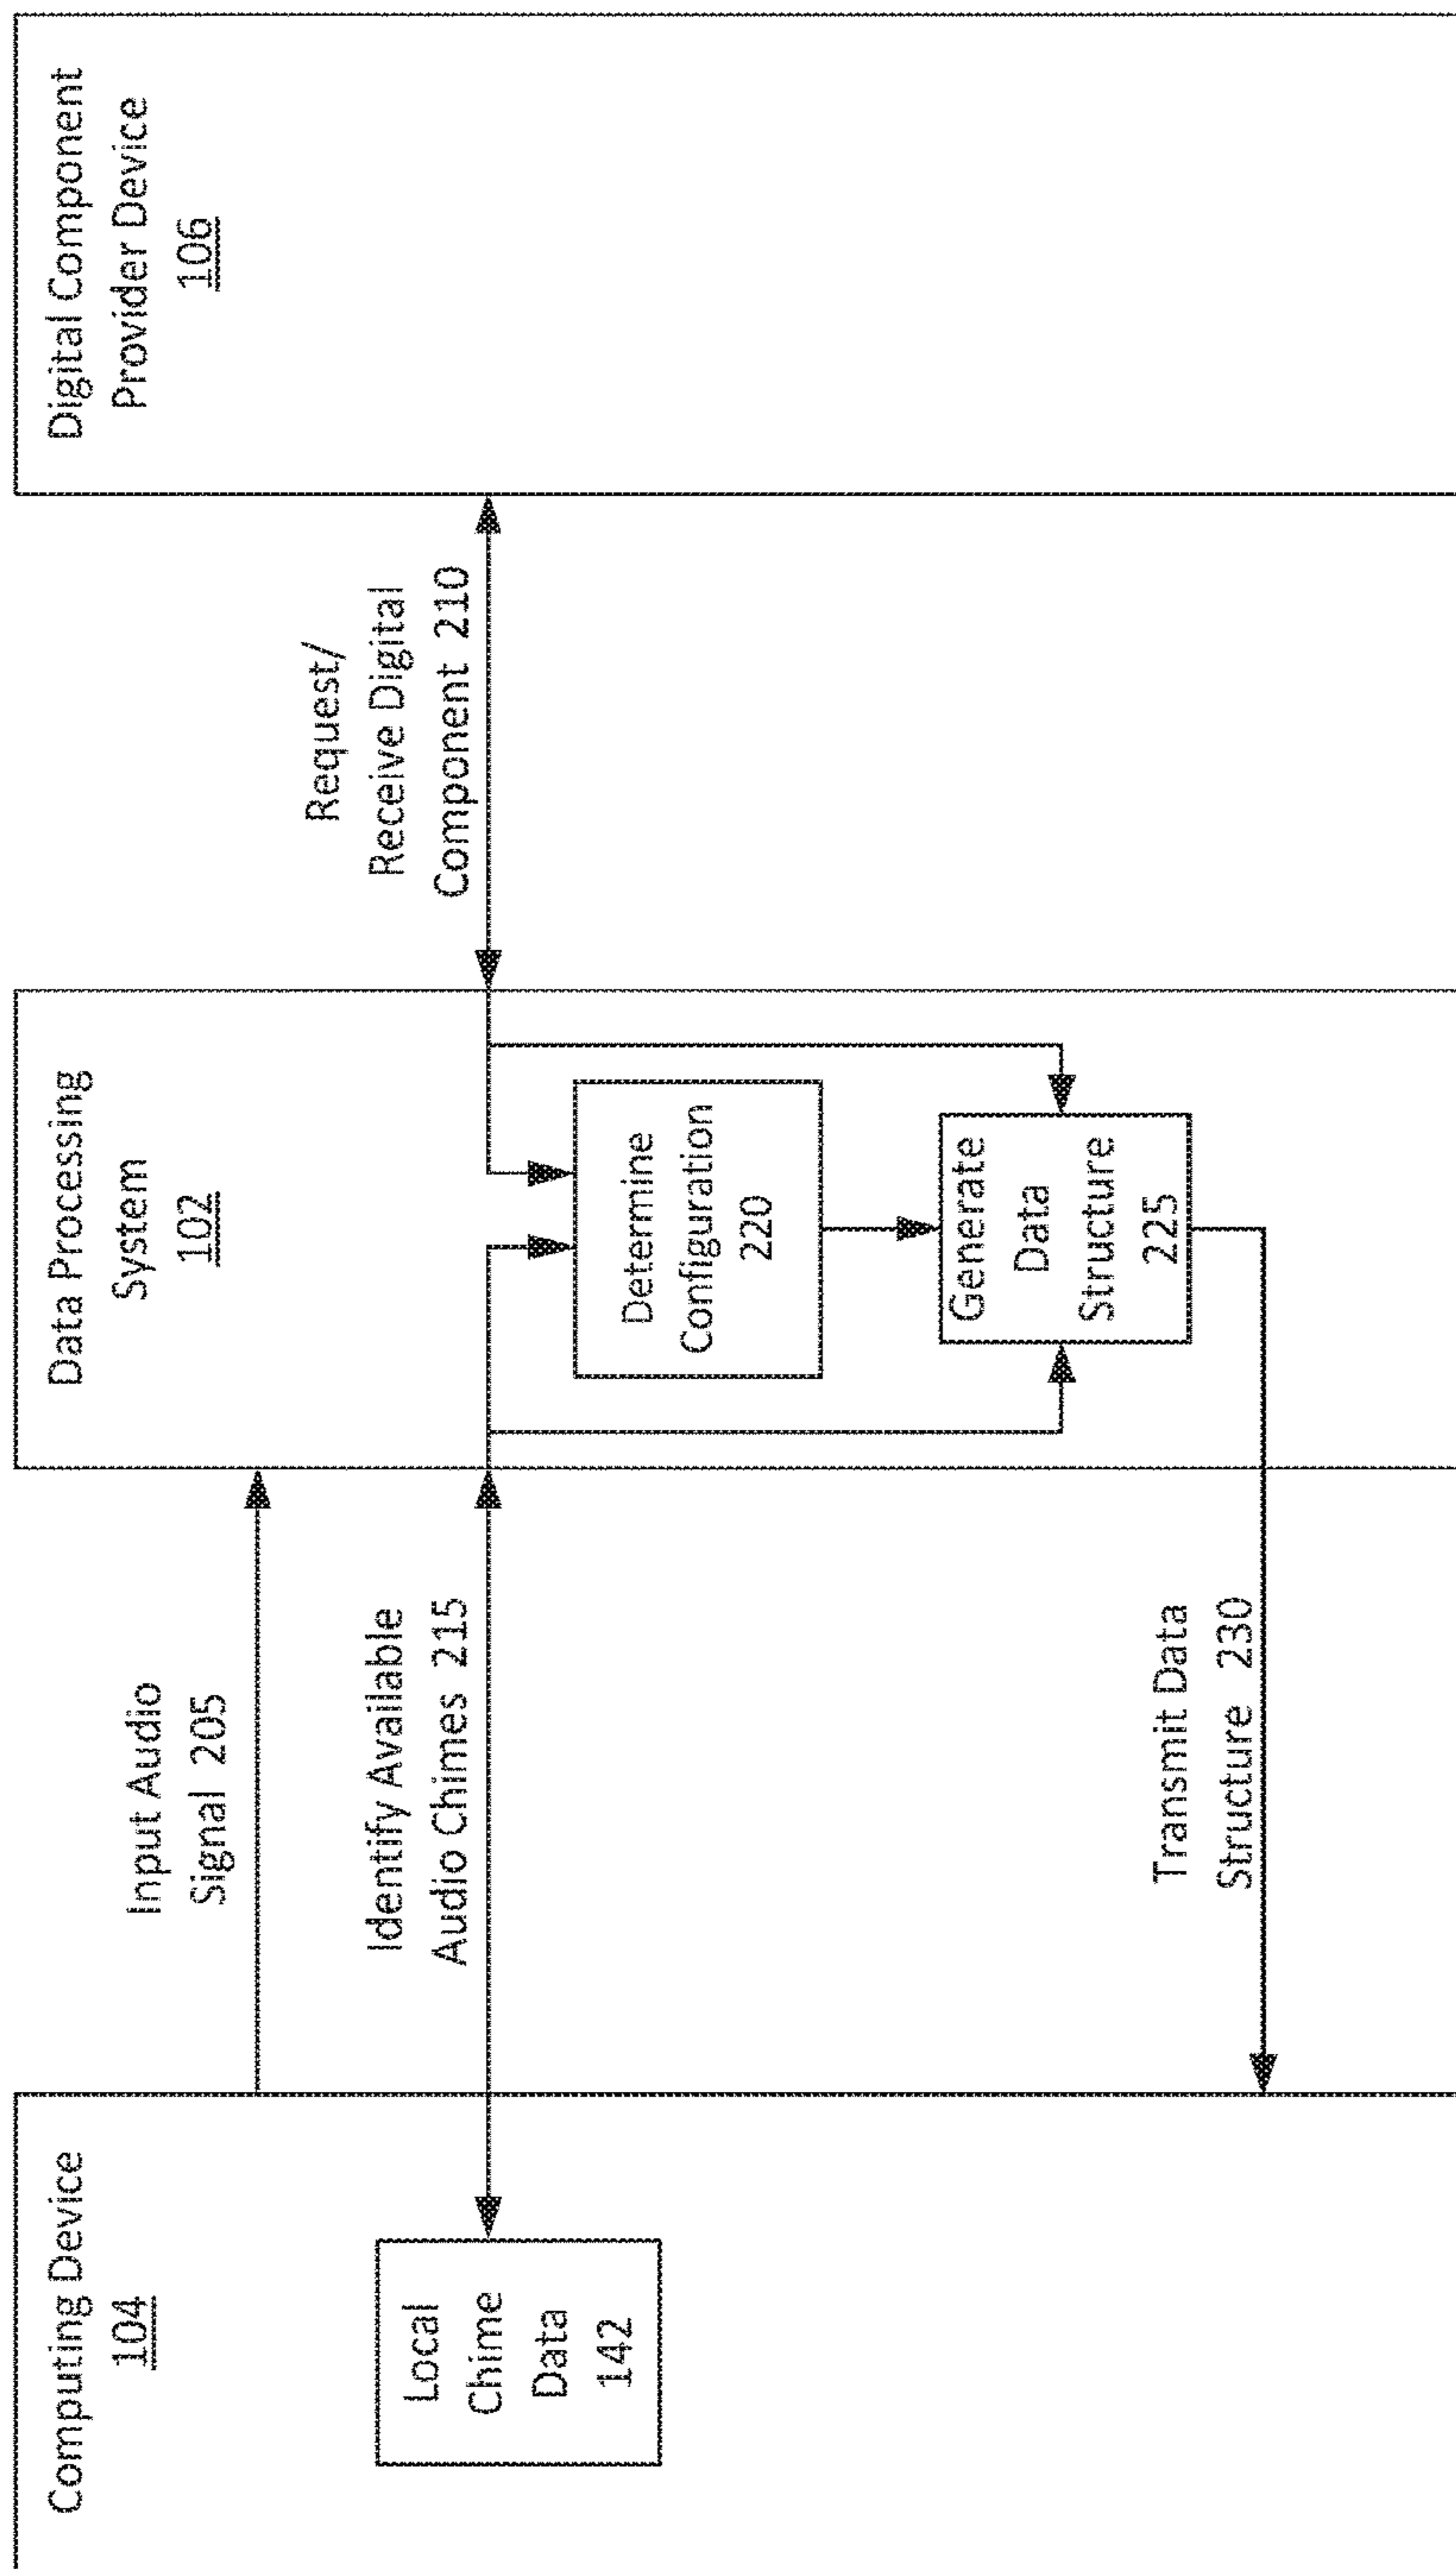 Computing Device
104
Local
Chime
Data
142
Input Audio
Signal 205
Identify Available
Audio Chimes 215
Transmit Data
Structure 230
Data Processing
System
102
Determine
Configuration
220
Generate
Data
Structure
225
Request/
Receive Digital
Component 210
Digital Component
Provider Device
106